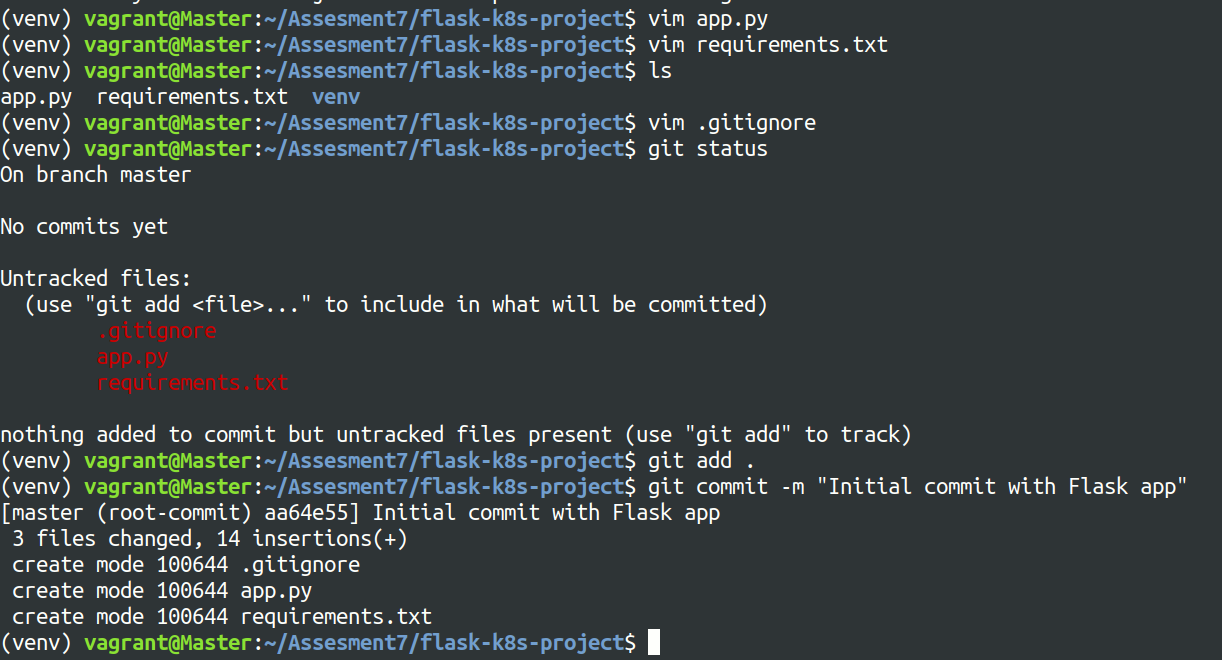 (venv) vagrant@Master:~/Assesment7/flask-k8s-project$ vim app.py
(venv) vagrant@Master:~/Assesment7/flask-k8s-project$ vim requirements.txt
(venv) vagrant@Master:~/Assesment7/flask-k8s-project$ ls
app.py  requirements.txt  venv
(venv) vagrant@Master:~/Assesment7/flask-k8s-project$ vim .gitignore
(venv) vagrant@Master:~/Assesment7/flask-k8s-project$ git status
On branch master

No commits yet

Untracked files:
  (use "git add <file>..." to include in what will be committed)
        .gitignore
        app.py
        requirements.txt

nothing added to commit but untracked files present (use "git add" to track)
(venv) vagrant@Master:~/Assesment7/flask-k8s-project$ git add .
(venv) vagrant@Master:~/Assesment7/flask-k8s-project$ git commit -m "Initial commit with Flask app"
[master (root-commit) aa64e55] Initial commit with Flask app
 3 files changed, 14 insertions(+)
 create mode 100644 .gitignore
 create mode 100644 app.py
 create mode 100644 requirements.txt
(venv) vagrant@Master:~/Assesment7/flask-k8s-project$